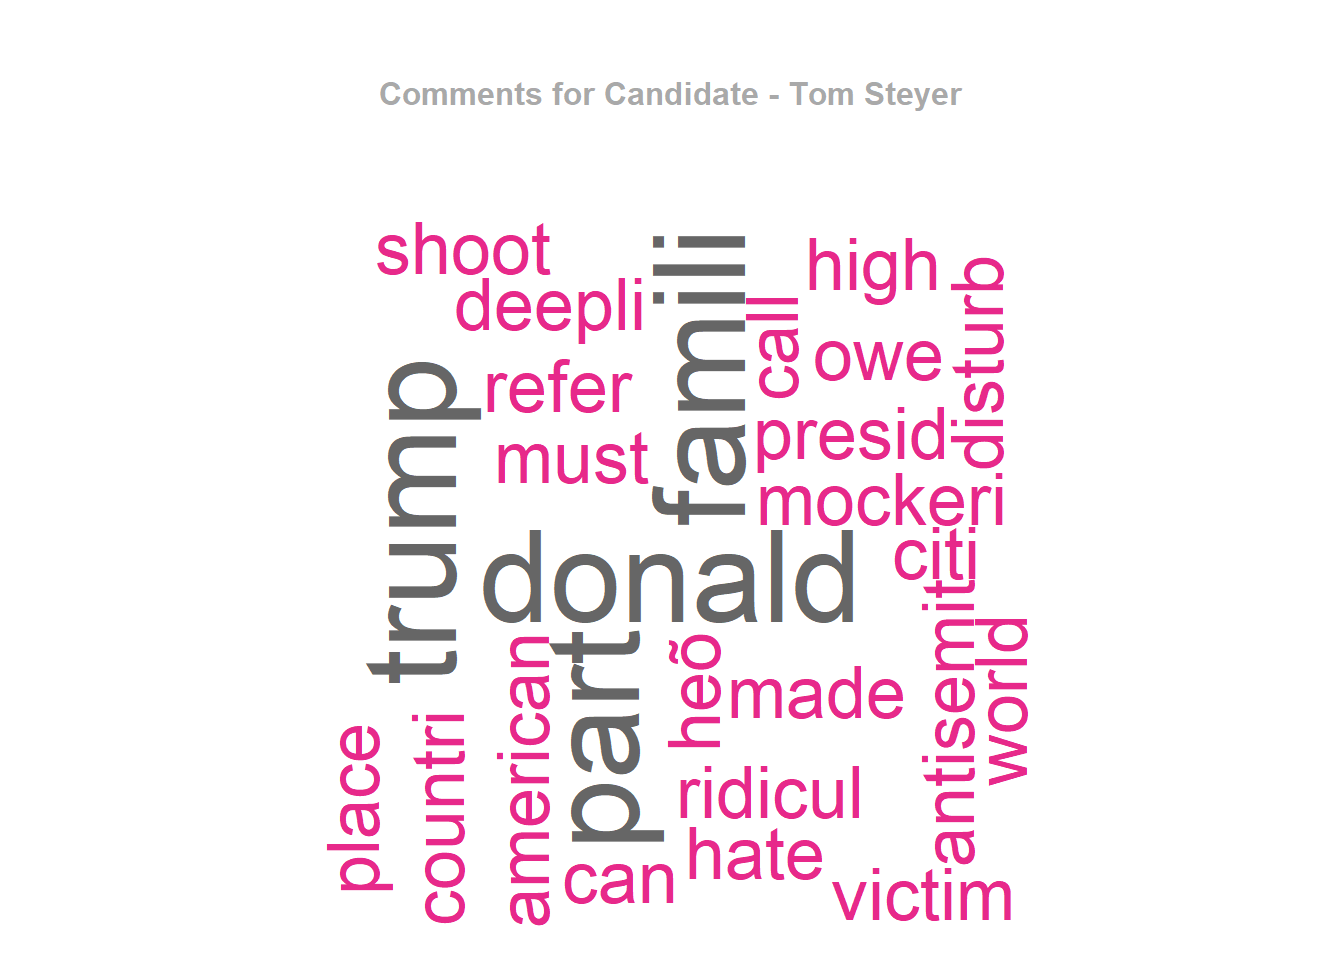 Comments for Candidate - Tom Steyer
shoot
deepli
refer
must
trump
famili
high
call
owe
disturb
presid
mockeri
donald
citi
antisemit
world
part
heõ
made
american
countri
place
ridicul
hate
can
victim